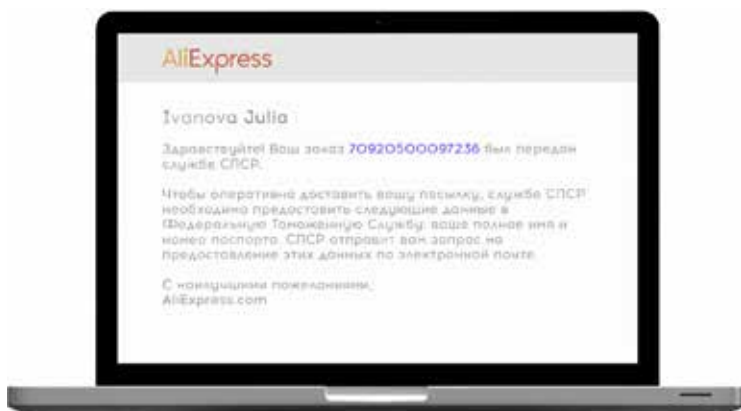 AliExpress
Ivanova Julia
Здравствуйте! Ваш заказ 70920500097236 был передан
службе СПСР.
Чтобы оперативно доставить вашу посылку, службе СПСР
необходимо предоставить следующие данные в
Федеральную Таможенную Службу: ваше полное имя и
номер паспорта. СПСР отправит вам запрос на
предоставление этих данных по электронной почте.
С наилучшими пожеланиями,
AliExpress.com